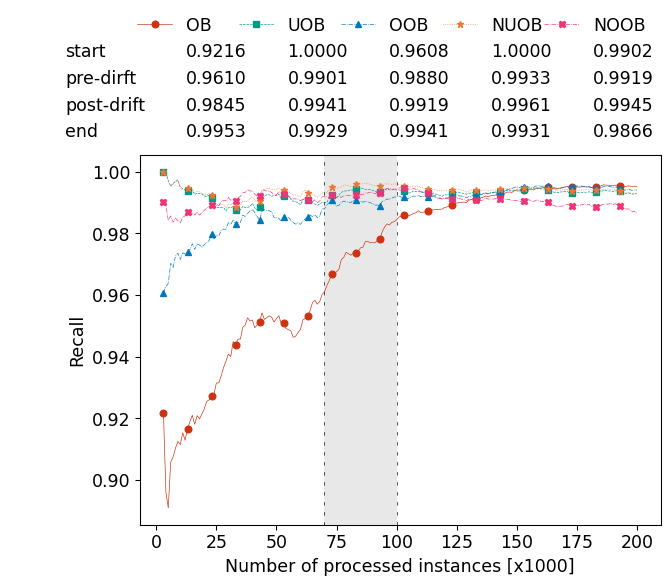 OB UOB OOB NUOB NOOB
start 0.9216 1.0000 0.9608 1.0000 0.9902
pre-dirft 0.9610 0.9901 0.9880 0.9933 0.9919
post-drift 0.9845 0.9941 0.9919 0.9961 0.9945
end 0.9953 0.9929 0.9941 0.9931 0.9866
1.00
0.98
0.96
0.94
0.92
0.90
Recall
0 25 50 75 100 125 150 175 200
Number of processed instances [x1000]